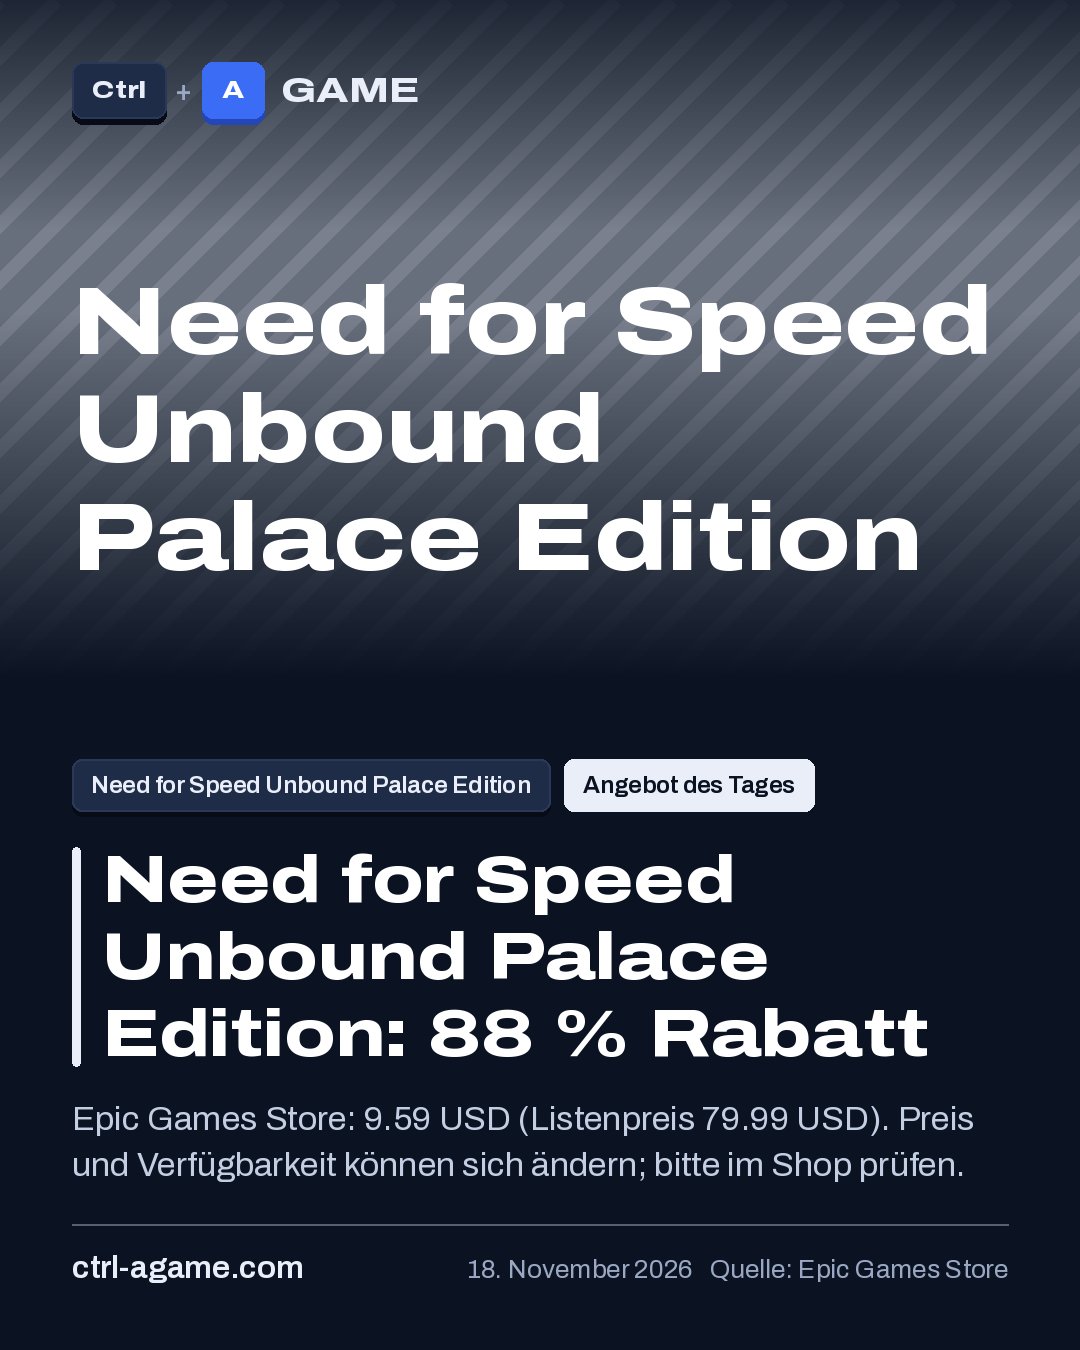 Ctrl + A GAME
Need for Speed
Unbound
Palace Edition
Need for Speed Unbound Palace Edition Angebot des Tages
Need for Speed
Unbound Palace
Edition: 88 % Rabatt
Epic Games Store: 9.59 USD (Listenpreis 79.99 USD). Preis
und Verfügbarkeit können sich ändern; bitte im Shop prüfen.
ctrl-agame.com 18. November 2026 Quelle: Epic Games Store